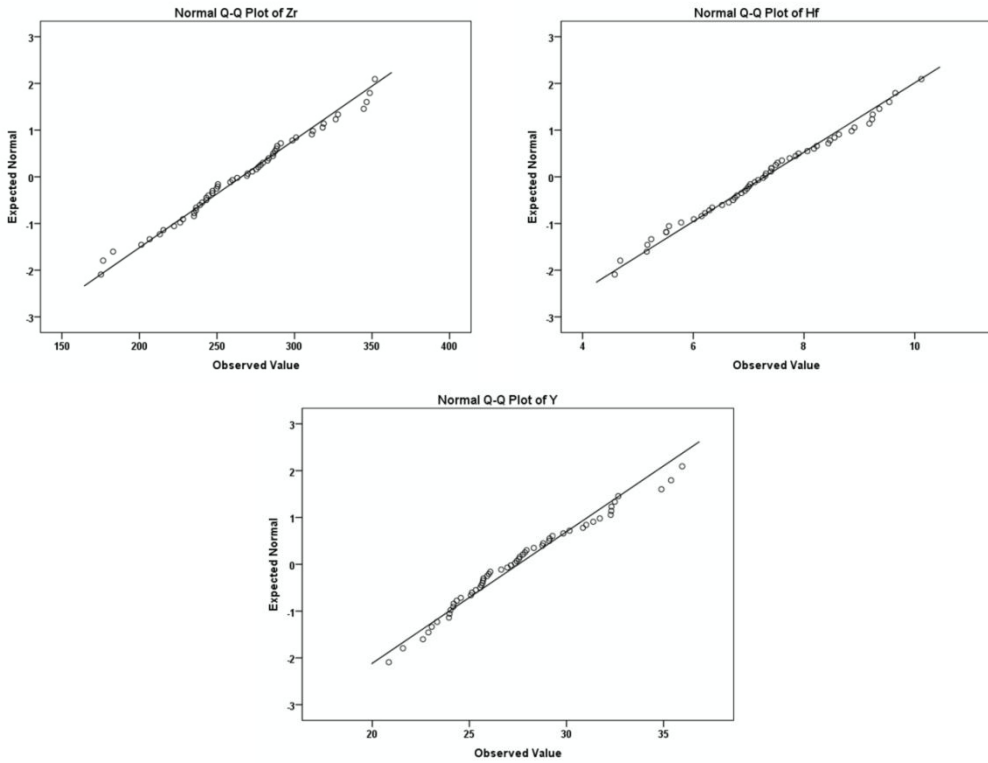 Normal Q-Q Plot of Zr
3
2
1
0
-1
-2
-3
Expected Normal
150 200 250 300 350 400
Observed Value
Normal Q-Q Plot of Hf
3
2
1
0
-1
-2
-3
Expected Normal
4 6 8 10
Observed Value
Normal Q-Q Plot of Y
3
2
1
0
-1
-2
-3
Expected Normal
20 25 30 35
Observed Value